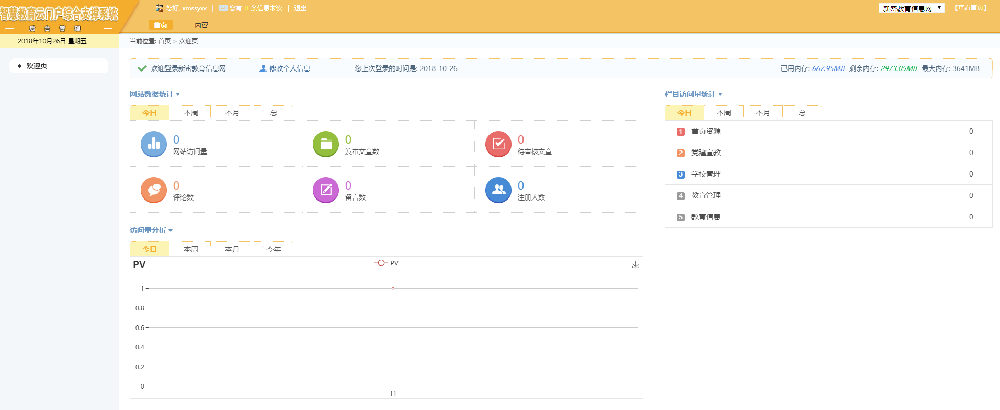 智慧教育云门户综合支撑系统
后 台 管 理
您好, xmssyxx | 您有 0 条信息未读 | 退出
新密教育信息网 【查看首页】
首页 内容
2018年10月26日 星期五
当前位置: 首页 > 欢迎页
欢迎页
欢迎登录新密教育信息网 修改个人信息 您上次登录的时间是: 2018-10-26 已用内存: 667.95MB 剩余内存: 2973.05MB 最大内存: 3641MB
网站数据统计
今日 本周 本月 总
0
网站访问量
0
发布文章数
0
待审核文章
0
评论数
0
留言数
0
注册人数
栏目访问量统计
今日 本周 本月 总
1 首页资源 0
2 党建宣教 0
3 学校管理 0
4 教育管理 0
5 教育信息 0
访问量分析
今日 本周 本月 今年
PV
PV
1
0.8
0.6
0.4
0.2
0
11